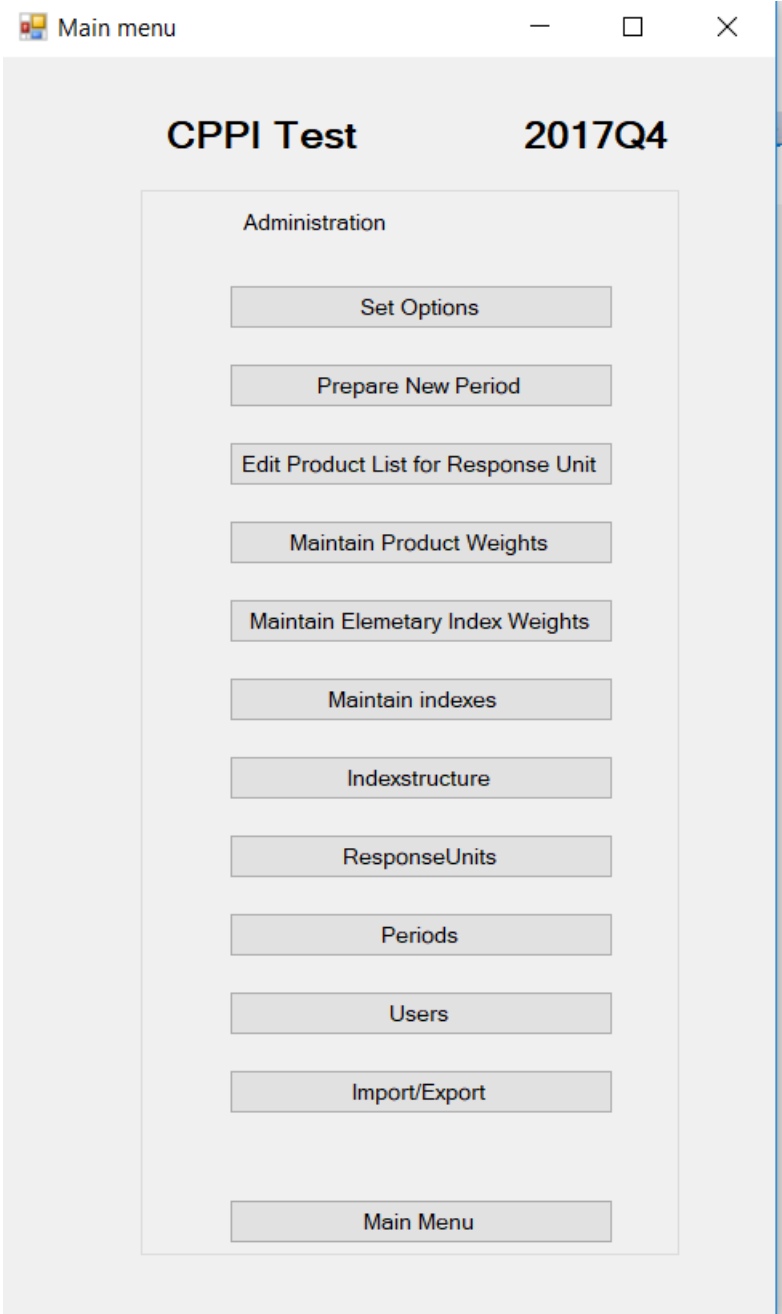 Main menu
CPPI Test 2017Q4
Administration
Set Options
Prepare New Period
Edit Product List for Response Unit
Maintain Product Weights
Maintain Elemetary Index Weights
Maintain indexes
Indexstructure
ResponseUnits
Periods
Users
Import/Export
Main Menu